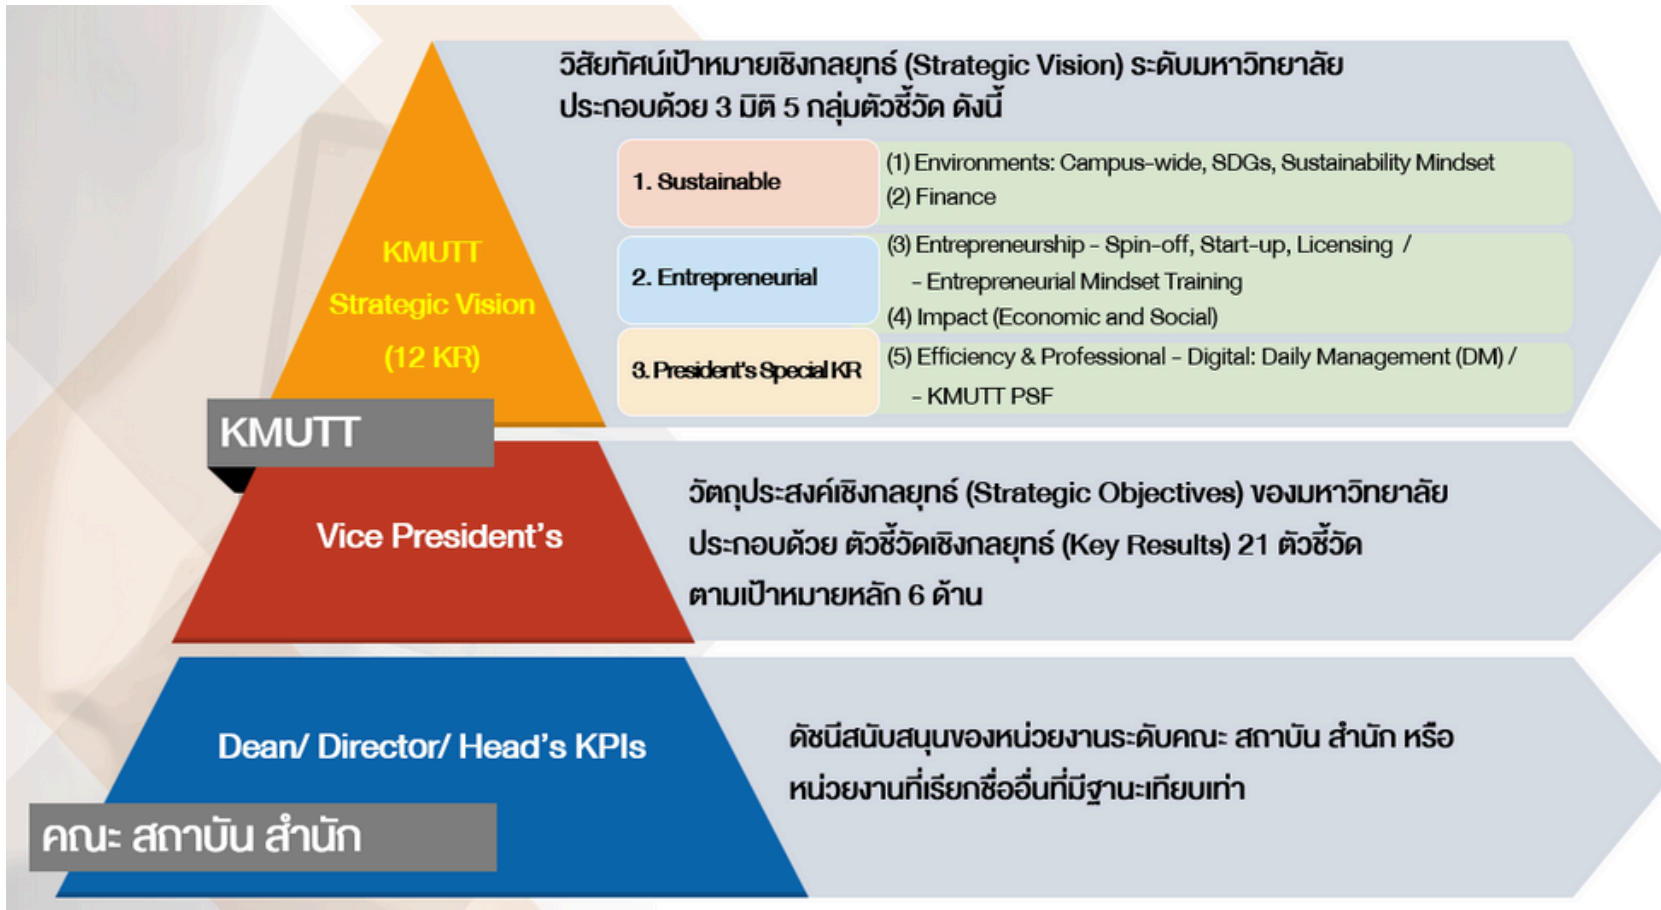 วิสัยทัศน์เป้าหมายเชิงกลยุทธ์ (Strategic Vision) ระดับมหาวิทยาลัย
ประกอบด้วย 3 มิติ 5 กลุ่มตัวชี้วัด ดังนี้
KMUTT
Strategic Vision
(12 KR)
1. Sustainable
(1) Environments: Campus-wide, SDGs, Sustainability Mindset
(2) Finance
2. Entrepreneurial
(3) Entrepreneurship - Spin-off, Start-up, Licensing /
- Entrepreneurial Mindset Training
(4) Impact (Economic and Social)
3. President's Special KR
(5) Efficiency & Professional - Digital: Daily Management (DM) /
- KMUTT PSF
KMUTT
Vice President's
วัตถุประสงค์เชิงกลยุทธ์ (Strategic Objectives) ของมหาวิทยาลัย
ประกอบด้วย ตัวชี้วัดเชิงกลยุทธ์ (Key Results) 21 ตัวชี้วัด
ตามเป้าหมายหลัก 6 ด้าน
Dean/ Director/ Head's KPIs
ดัชนีสนับสนุนของหน่วยงานระดับคณะ สถาบัน สำนัก หรือ
หน่วยงานที่เรียกชื่ออื่นที่มีฐานะเทียบเท่า
คณะ สถาบัน สำนัก